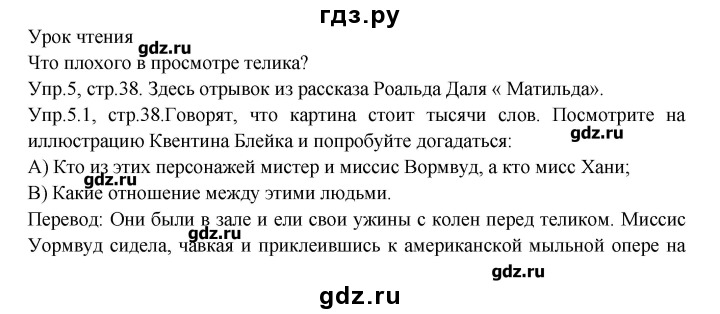 гдз.ру
Урок чтения
gdz.ru
Что плохого в просмотре телика?
gdz.ru
Упр.5, стр.38. Здесь отрывок из рассказа Роальда Даля « Матильда».
Упр.5.1, стр.38.Говорят, что картина стоит тысячи слов. Посмотрите на
gdz.ru
иллюстрацию Квентина Блейка и попробуйте догадаться:
А) Кто из этих персонажей мистер и миссис Вормвуд, а кто мисс Хани;
gdz.ru
В) Какие отношение между этими людьми.
Перевод: Они были в зале и ели свои ужины с колен перед теликом. Миссис
gdz.ru
Уормвуд сидела, чавкая и приклеившись к американской мыльной опере на
gdz.ru
gdz.ru